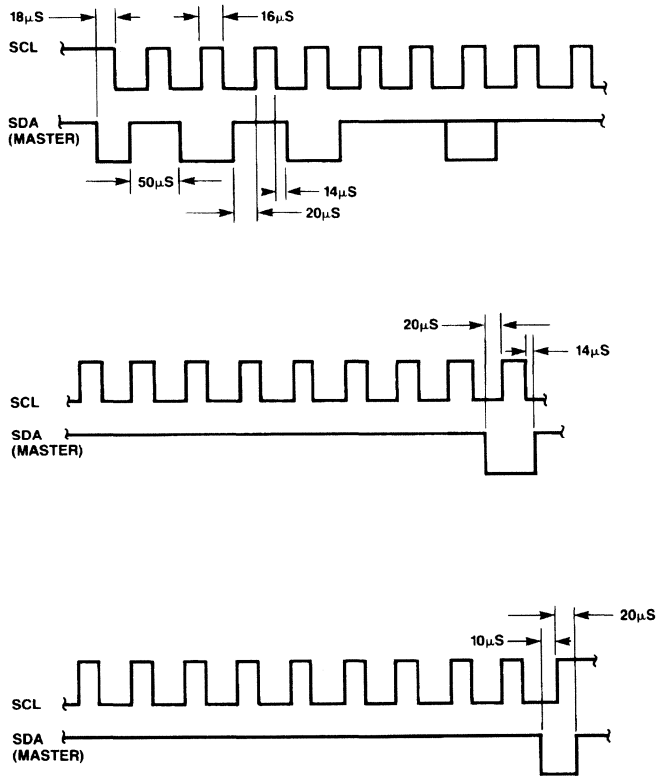 18μS
16μS
SCL
SDA
(MASTER)
50μS
14μS
20μS
20μS
14μS
SCL
SDA
(MASTER)
20μS
10μS
SCL
SDA
(MASTER)